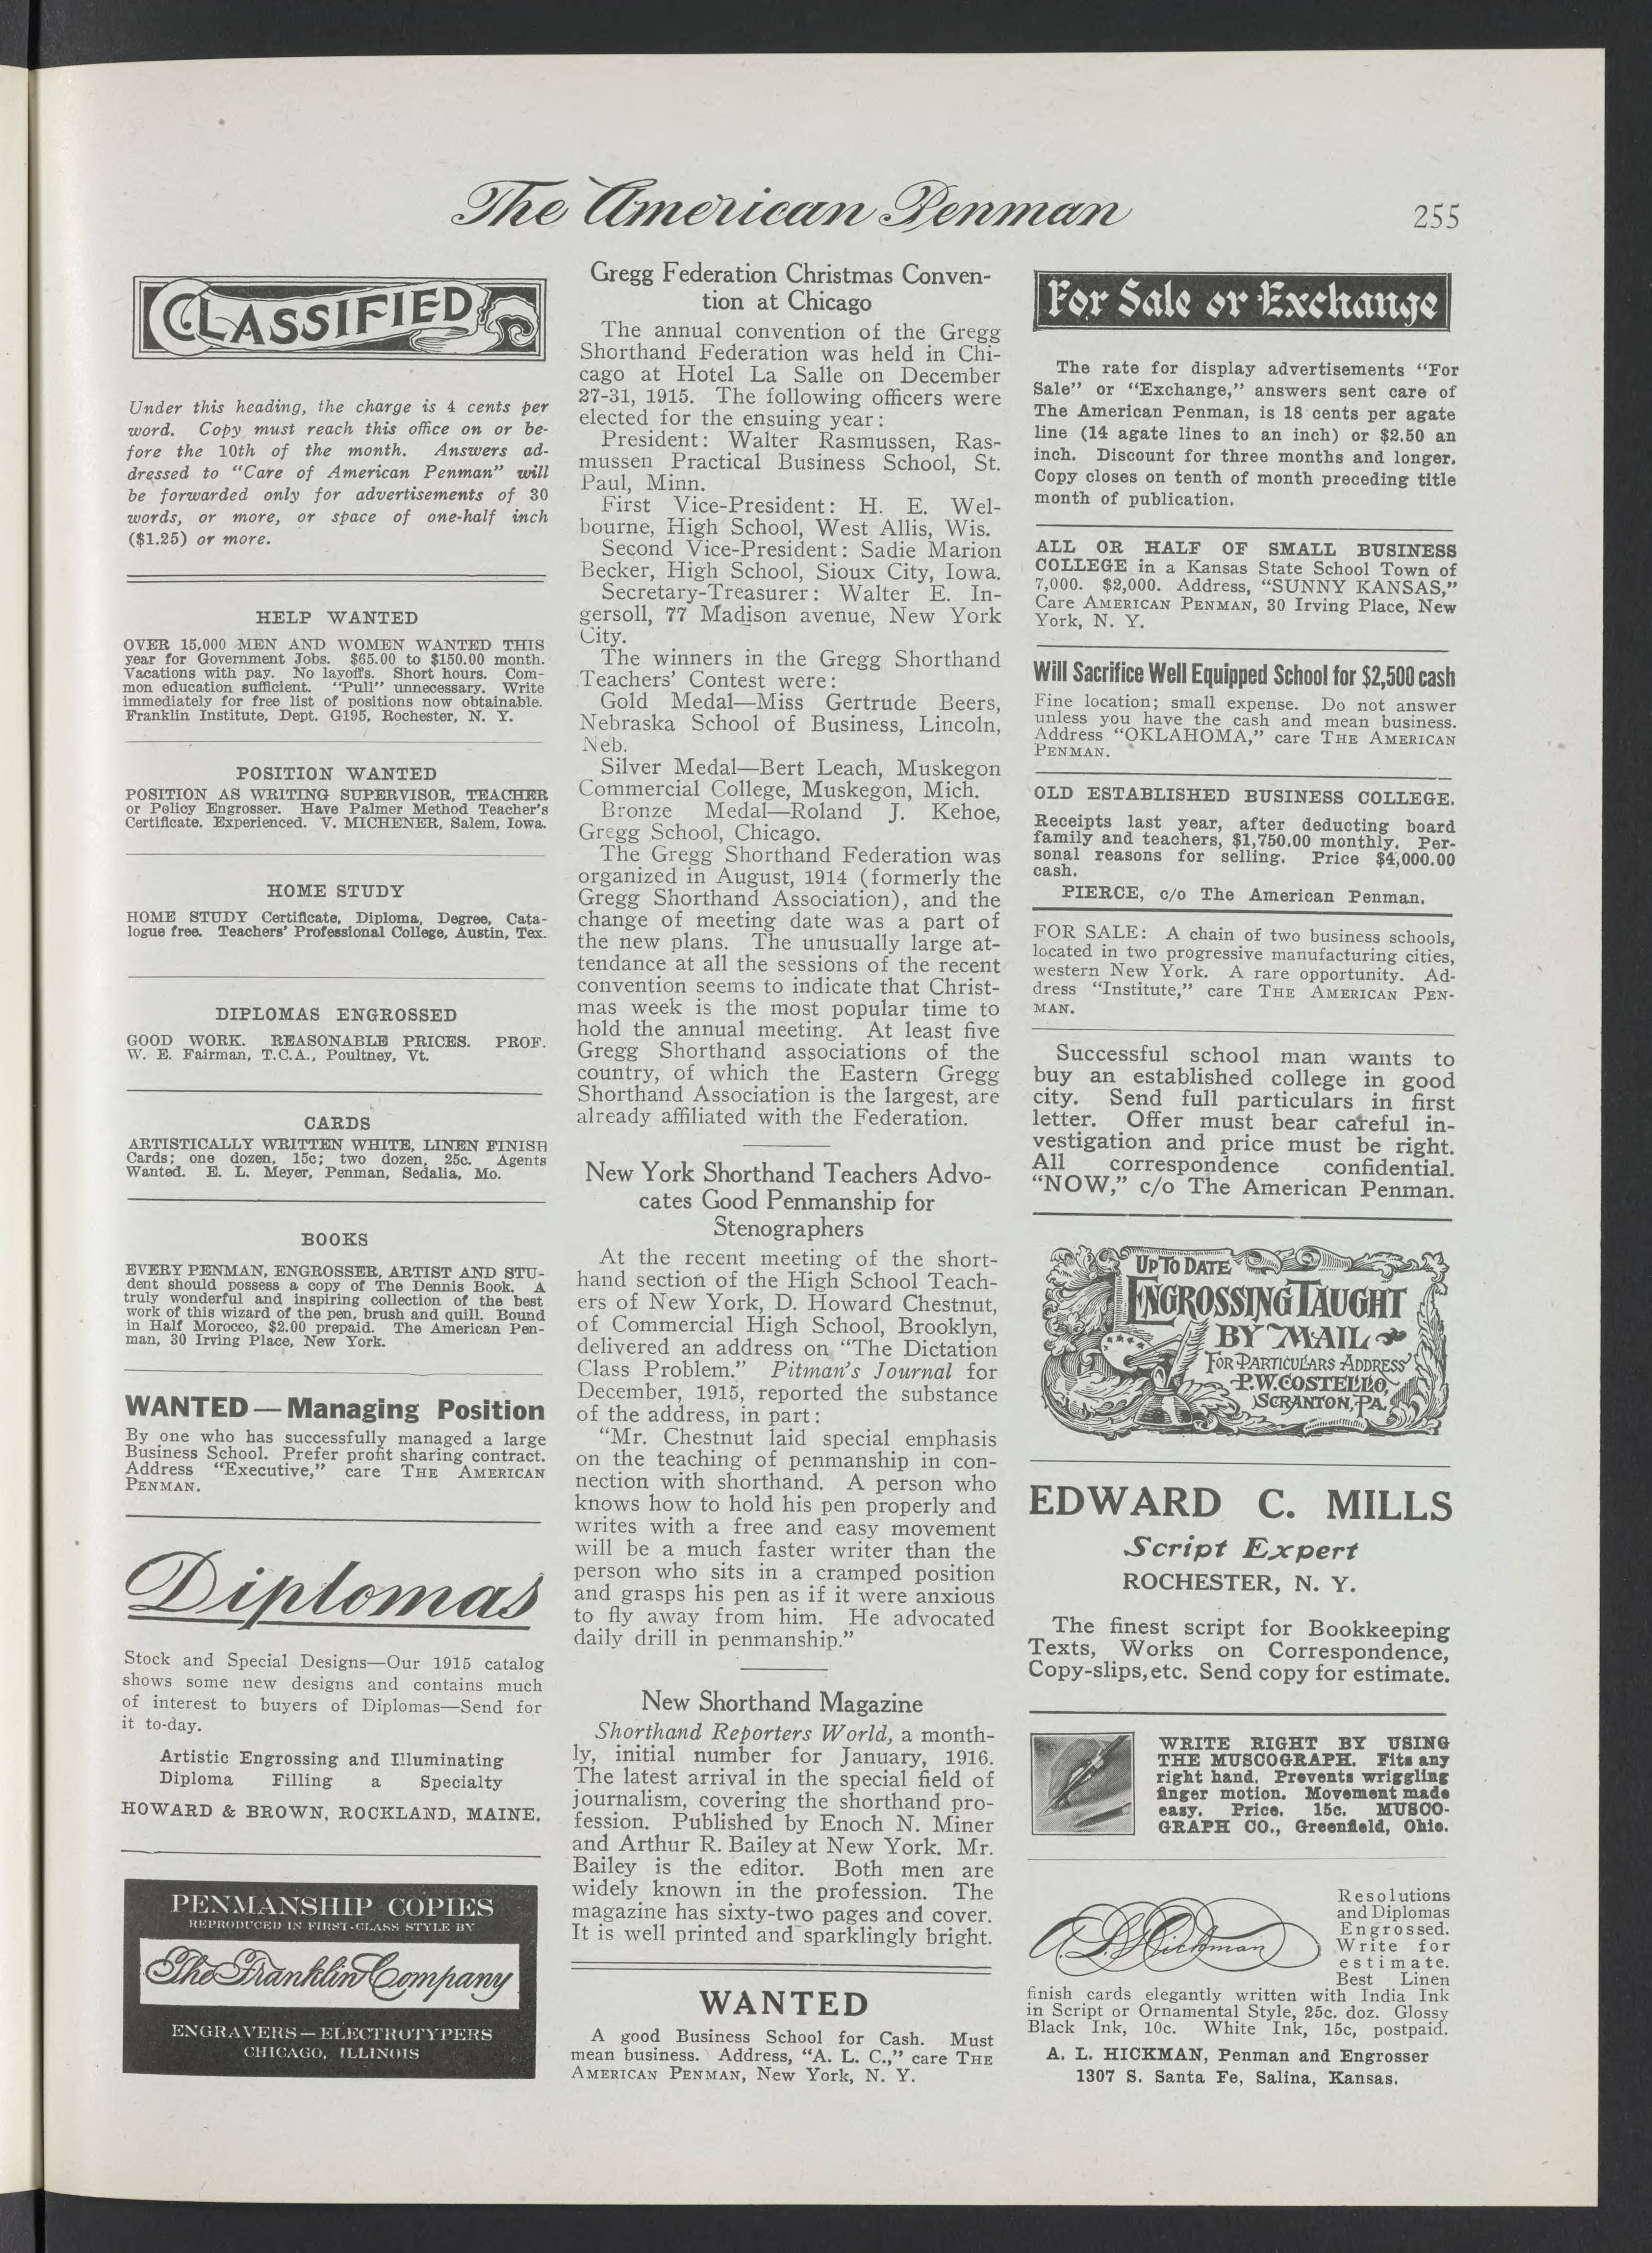 The American Penman
255
CLASSIFIED
Under this heading, the charge is 4 cents per
word. Copy must reach this office on or be-
fore the 10th of the month. Answers ad-
dressed to “Care of American Penman” will
be forwarded only for advertisements of 30
words, or more, or space of one-half inch
($1.25) or more.
HELP WANTED
OVER 15,000 MEN AND WOMEN WANTED THIS
year for Government Jobs. $65.00 to $150.00 month.
Vacations with pay. No layoffs. Short hours. Com-
mon education sufficient. “Pull” unnecessary. Write
immediately for free list of positions now obtainable.
Franklin Institute, Dept. G195, Rochester, N. Y.
POSITION WANTED
POSITION AS WRITING SUPERVISOR, TEACHER
or Policy Engrosser. Have Palmer Method Teacher's
Certificate. Experienced. V. MICHENER, Salem, Iowa.
HOME STUDY
HOME STUDY Certificate, Diploma, Degree, Cata-
logue free. Teachers' Professional College, Austin, Tex.
DIPLOMAS ENGROSSED
GOOD WORK. REASONABLE PRICES. PROF.
W. E. Fairman, T.C.A., Poultney, Vt.
CARDS
ARTISTICALLY WRITTEN WHITE, LINEN FINISH
Cards; one dozen, 15c; two dozen, 25c. Agents
Wanted. E. L. Meyer, Penman, Sedalia, Mo.
BOOKS
EVERY PENMAN, ENGROSSER, ARTIST AND STU-
dent should possess a copy of The Dennis Book. A
truly wonderful and inspiring collection of the best
work of this wizard of the pen, brush and quill. Bound
in Half Morocco, $2.00 prepaid. The American Pen-
man, 30 Irving Place, New York.
WANTED — Managing Position
By one who has successfully managed a large
Business School. Prefer profit sharing contract.
Address “Executive,” care THE AMERICAN
PENMAN.
Diplomas
Stock and Special Designs—Our 1915 catalog
shows some new designs and contains much
of interest to buyers of Diplomas—Send for
it to-day.
Artistic Engrossing and Illuminating
Diploma Filling a Specialty
HOWARD & BROWN, ROCKLAND, MAINE.
PENMANSHIP COPIES
REPRODUCED IN FIRST-CLASS STYLE BY
The Franklin Company
ENGRAVERS — ELECTROTYPERS
CHICAGO, ILLINOIS
Gregg Federation Christmas Conven-
tion at Chicago
The annual convention of the Gregg
Shorthand Federation was held in Chi-
cago at Hotel La Salle on December
27-31, 1915. The following officers were
elected for the ensuing year:
President: Walter Rasmussen, Ras-
mussen Practical Business School, St.
Paul, Minn.
First Vice-President: H. E. Wel-
bourne, High School, West Allis, Wis.
Second Vice-President: Sadie Marion
Becker, High School, Sioux City, Iowa.
Secretary-Treasurer: Walter E. In-
gersoll, 77 Madison avenue, New York
City.
The winners in the Gregg Shorthand
Teachers' Contest were:
Gold Medal—Miss Gertrude Beers,
Nebraska School of Business, Lincoln,
Neb.
Silver Medal—Bert Leach, Muskegon
Commercial College, Muskegon, Mich.
Bronze Medal—Roland J. Kehoe,
Gregg School, Chicago.
The Gregg Shorthand Federation was
organized in August, 1914 (formerly the
Gregg Shorthand Association), and the
change of meeting date was a part of
the new plans. The unusually large at-
tendance at all the sessions of the recent
convention seems to indicate that Christ-
mas week is the most popular time to
hold the annual meeting. At least five
Gregg Shorthand associations of the
country, of which the Eastern Gregg
Shorthand Association is the largest, are
already affiliated with the Federation.
New York Shorthand Teachers Advo-
cates Good Penmanship for
Stenographers
At the recent meeting of the short-
hand section of the High School Teach-
ers of New York, D. Howard Chestnut,
of Commercial High School, Brooklyn,
delivered an address on “The Dictation
Class Problem.” Pitman's Journal for
December, 1915, reported the substance
of the address, in part:
“Mr. Chestnut laid special emphasis
on the teaching of penmanship in con-
nection with shorthand. A person who
knows how to hold his pen properly and
writes with a free and easy movement
will be a much faster writer than the
person who sits in a cramped position
and grasps his pen as if it were anxious
to fly away from him. He advocated
daily drill in penmanship.”
New Shorthand Magazine
Shorthand Reporters World, a month-
ly, initial number for January, 1916.
The latest arrival in the special field of
journalism, covering the shorthand pro-
fession. Published by Enoch N. Miner
and Arthur R. Bailey at New York. Mr.
Bailey is the editor. Both men are
widely known in the profession. The
magazine has sixty-two pages and cover.
It is well printed and sparklingly bright.
WANTED
A good Business School for Cash. Must
mean business. Address, “A. L. C.,” care THE
AMERICAN PENMAN, New York, N. Y.
For Sale or Exchange
The rate for display advertisements “For
Sale” or “Exchange,” answers sent care of
The American Penman, is 18 cents per agate
line (14 agate lines to an inch) or $2.50 an
inch. Discount for three months and longer.
Copy closes on tenth of month preceding title
month of publication.
ALL OR HALF OF SMALL BUSINESS
COLLEGE in a Kansas State School Town of
7,000. $2,000. Address, “SUNNY KANSAS,”
Care AMERICAN PENMAN, 30 Irving Place, New
York, N. Y.
Will Sacrifice Well Equipped School for $2,500 cash
Fine location; small expense. Do not answer
unless you have the cash and mean business.
Address “OKLAHOMA,” care THE AMERICAN
PENMAN.
OLD ESTABLISHED BUSINESS COLLEGE.
Receipts last year, after deducting board
family and teachers, $1,750.00 monthly. Per-
sonal reasons for selling. Price $4,000.00
cash.
PIERCE, c/o The American Penman.
FOR SALE: A chain of two business schools,
located in two progressive manufacturing cities,
western New York. A rare opportunity. Ad-
dress “Institute,” care THE AMERICAN PEN-
MAN.
Successful school man wants to
buy an established college in good
city. Send full particulars in first
letter. Offer must bear careful in-
vestigation and price must be right.
All correspondence confidential.
“NOW,” c/o The American Penman.
UP TO DATE
ENGROSSING TAUGHT
BY MAIL
FOR PARTICULARS ADDRESS
P.W. COSTELLO,
SCRANTON, PA.
EDWARD C. MILLS
Script Expert
ROCHESTER, N. Y.
The finest script for Bookkeeping
Texts, Works on Correspondence,
Copy-slips, etc. Send copy for estimate.
WRITE RIGHT BY USING
THE MUSCOGRAPH. Fits any
right hand. Prevents wriggling
finger motion. Movement made
easy. Price. 15c. MUSCO-
GRAPH CO., Greenfield, Ohio.
A. L. Hickman
Resolutions
and Diplomas
Engrossed.
Write for
estimate.
Best Linen
finish cards elegantly written with India Ink
in Script or Ornamental Style, 25c. doz. Glossy
Black Ink, 10c. White Ink, 15c, postpaid.
A. L. HICKMAN, Penman and Engrosser
1307 S. Santa Fe, Salina, Kansas.